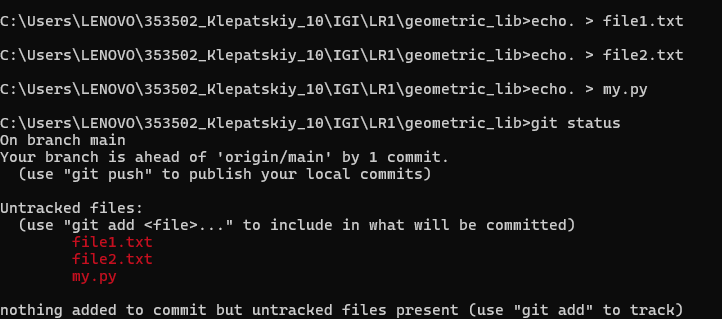 C:\Users\LENOVO\353502_Klepatskiy_10\IGI\LR1\geometric_lib>echo. > file1.txt
C:\Users\LENOVO\353502_Klepatskiy_10\IGI\LR1\geometric_lib>echo. > file2.txt
C:\Users\LENOVO\353502_Klepatskiy_10\IGI\LR1\geometric_lib>echo. > my.py
C:\Users\LENOVO\353502_Klepatskiy_10\IGI\LR1\geometric_lib>git status
On branch main
Your branch is ahead of 'origin/main' by 1 commit.
  (use "git push" to publish your local commits)
Untracked files:
  (use "git add <file>..." to include in what will be committed)
        file1.txt
        file2.txt
        my.py
nothing added to commit but untracked files present (use "git add" to track)